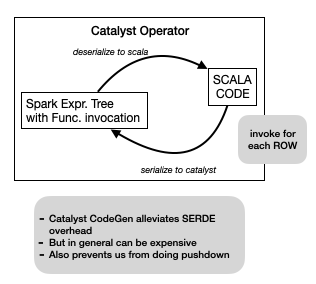 Catalyst Operator
deserialize to scala
SCALA
CODE
Spark Expr. Tree
with Func. invocation
invoke for
each ROW
serialize to catalyst
- Catalyst CodeGen alleviates SERDE
overhead
- But in general can be expensive
- Also prevents us from doing pushdown